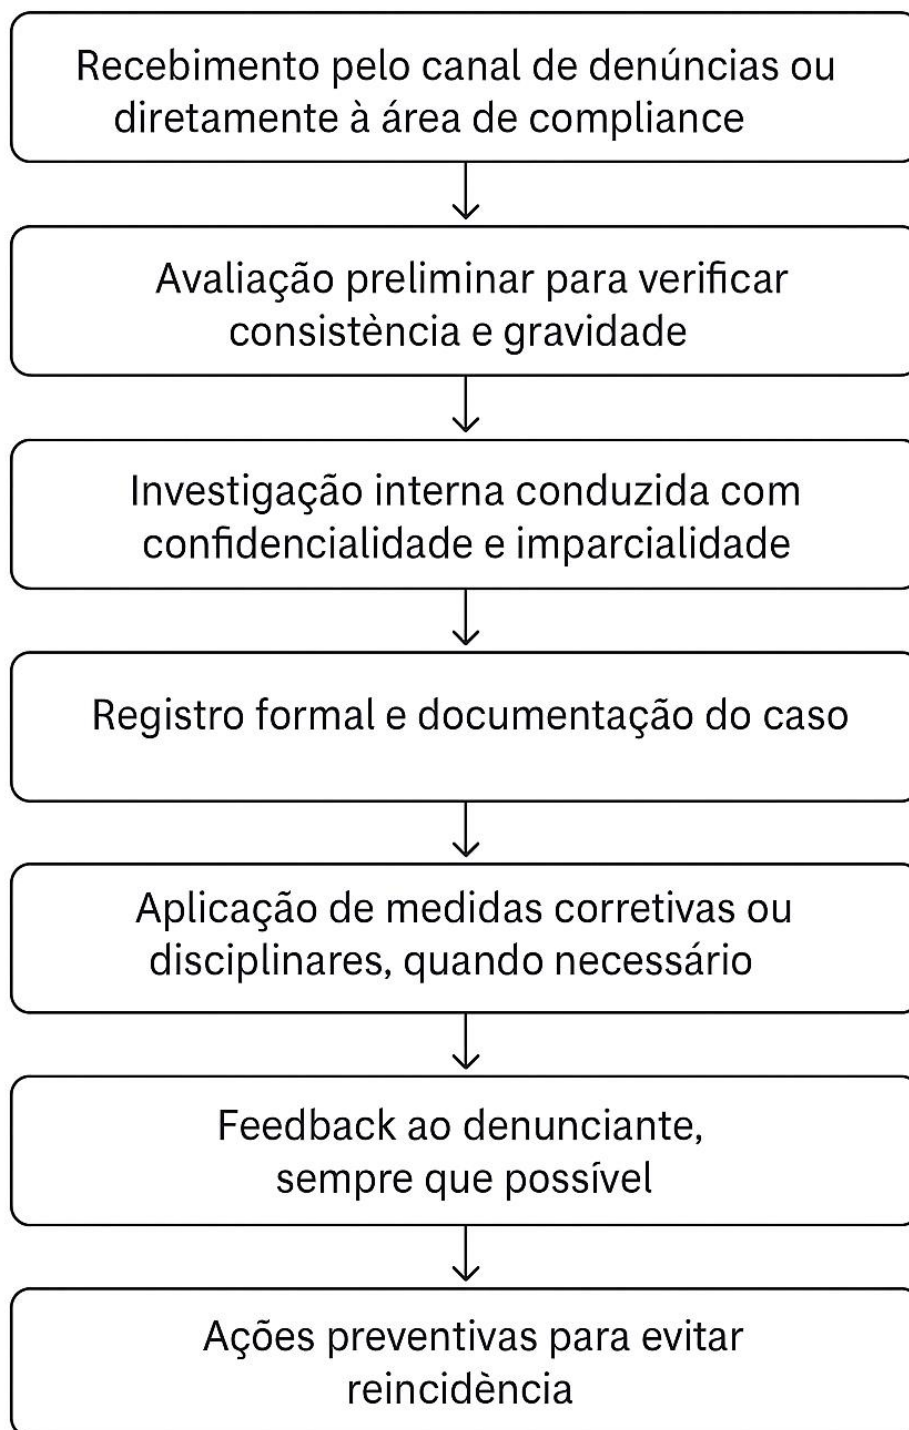 Recebimento pelo canal de denúncias ou
diretamente à área de compliance
Avaliação preliminar para verificar
consistència e gravidade
Investigação interna conduzida com
confidencialidade e imparcialidade
Registro formal e documentação do caso
Aplicação de medidas corretivas ou
disciplinares, quando necessário
Feedback ao denunciante,
sempre que possível
Ações preventivas para evitar
reincidència